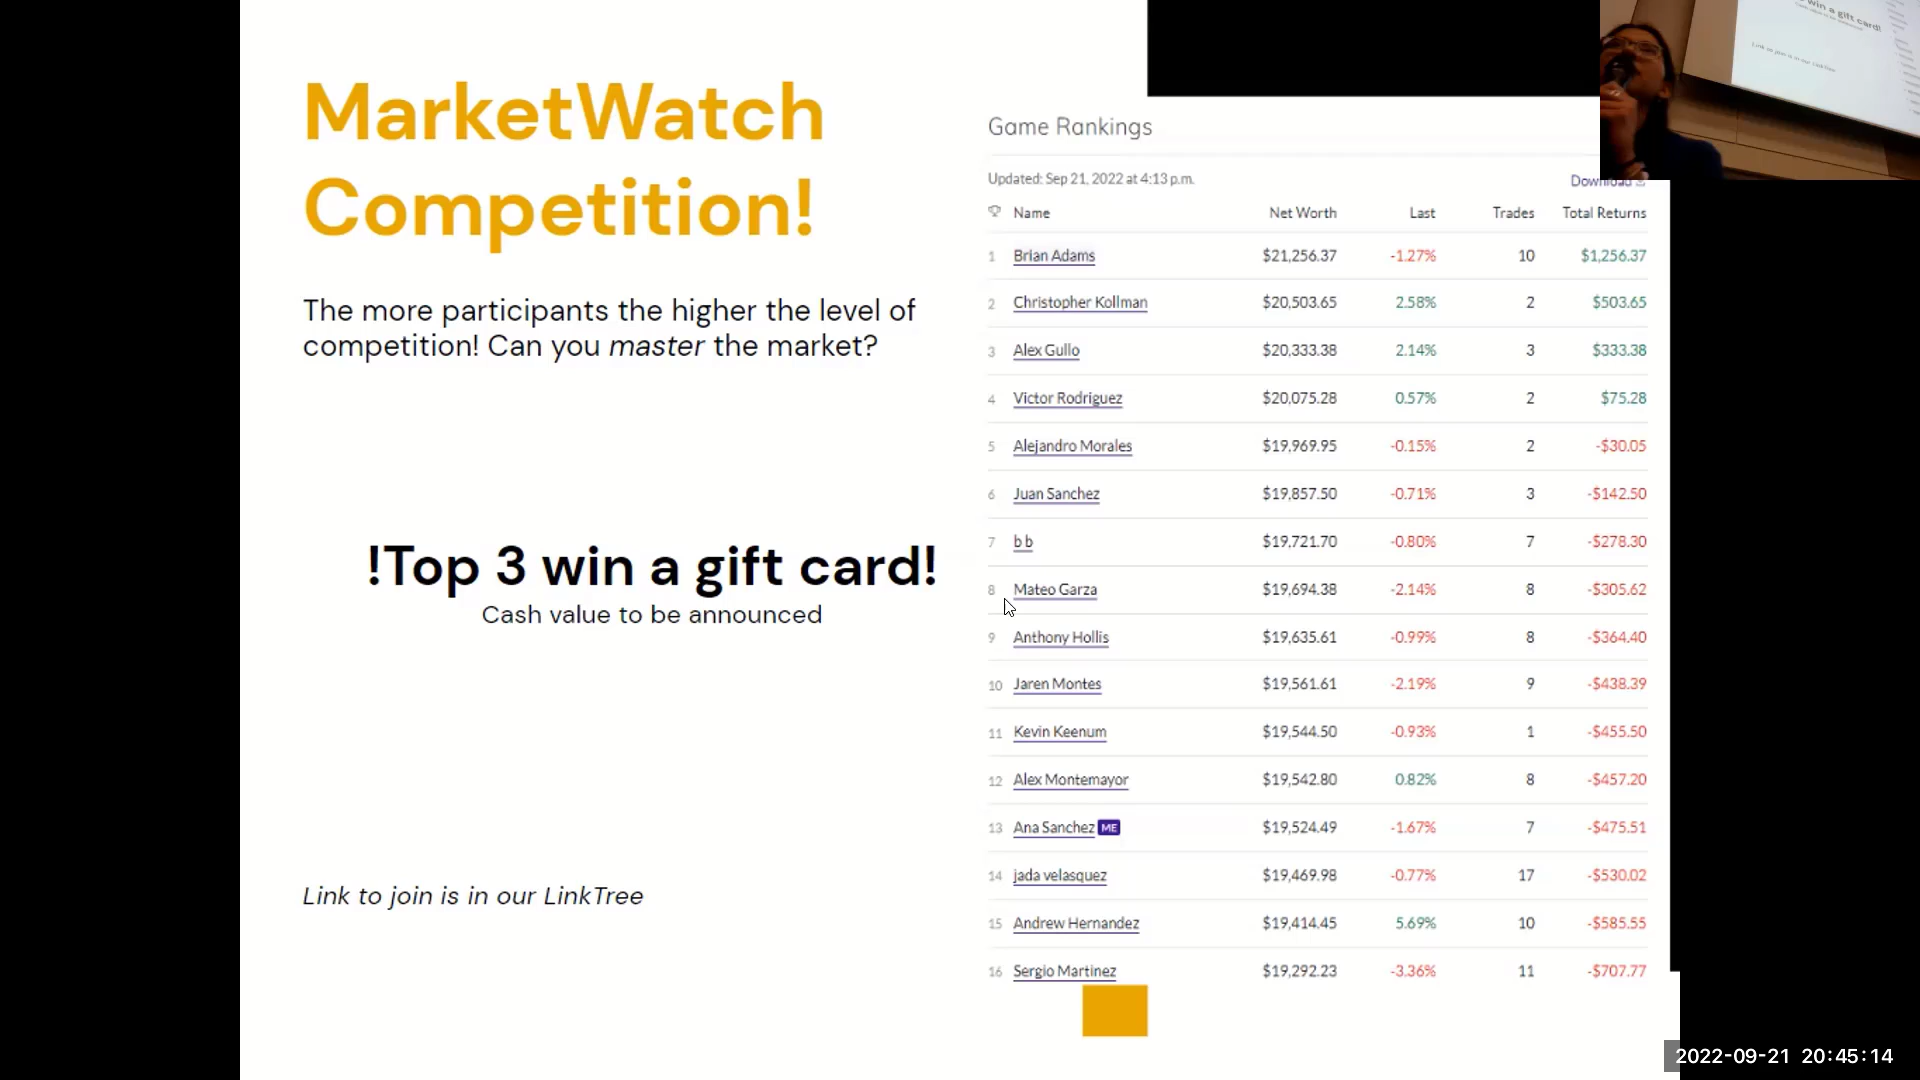 MarketWatch
Competition!
The more participants the higher the level of
competition! Can you master the market?
!Top 3 win a gift card!
Cash value to be announced
Link to join is in our LinkTree
Game Rankings
Updated: Sep 21, 2022 at 4:13 p.m.
Download
Name Net Worth Last Trades Total Returns
1 Brian Adams $21,256.37 -1.27% 10 $1,256.37
2 Christopher Kollman $20,503.65 2.58% 2 $503.65
3 Alex Gullo $20,333.38 2.14% 3 $333.38
4 Victor Rodriguez $20,075.28 0.57% 2 $75.28
5 Alejandro Morales $19,969.95 -0.15% 2 -$30.05
6 Juan Sanchez $19,857.50 -0.71% 3 -$142.50
7 b b $19,721.70 -0.80% 7 -$278.30
8 Mateo Garza $19,694.38 -2.14% 8 -$305.62
9 Anthony Hollis $19,635.61 -0.99% 8 -$364.40
10 Jaren Montes $19,561.61 -2.19% 9 -$438.39
11 Kevin Keenum $19,544.50 -0.93% 1 -$455.50
12 Alex Montemayor $19,542.80 0.82% 8 -$457.20
13 Ana Sanchez ME $19,524.49 -1.67% 7 -$475.51
14 jada velasquez $19,469.98 -0.77% 17 -$530.02
15 Andrew Hernandez $19,414.45 5.69% 10 -$585.55
16 Sergio Martinez $19,292.23 -3.36% 11 -$707.77
win a gift card!
Link to join is in our LinkTree
2022-09-21 20:45:14